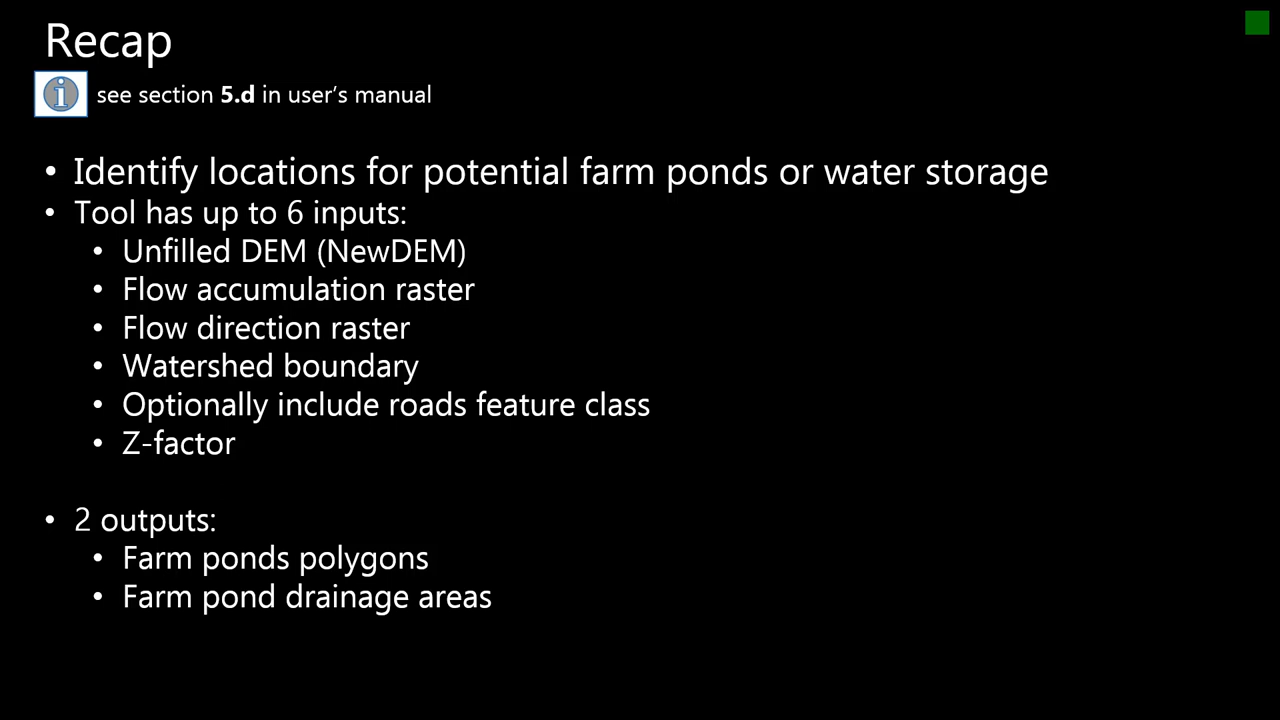 Recap
see section 5.d in user's manual
• Identify locations for potential farm ponds or water storage
• Tool has up to 6 inputs:
• Unfilled DEM (NewDEM)
• Flow accumulation raster
• Flow direction raster
• Watershed boundary
• Optionally include roads feature class
• Z-factor
• 2 outputs:
• Farm ponds polygons
• Farm pond drainage areas